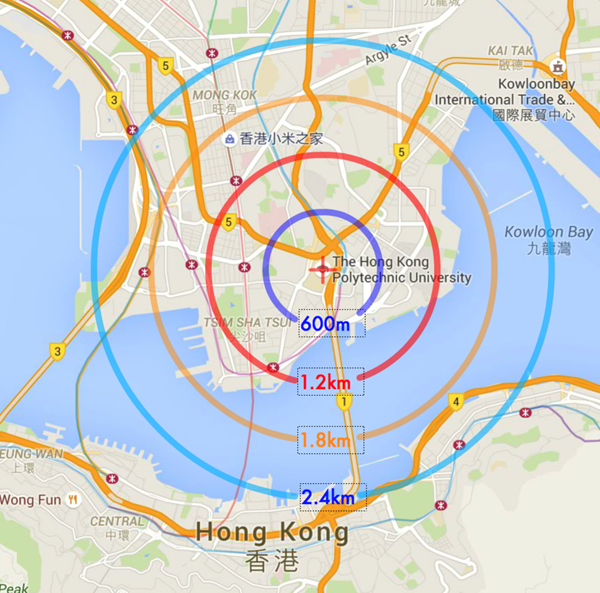 九龍城
Argyle St
KAI TAK
啟德
5
3
MONG KOK
旺角
Kowloonbay
International Trade &...
國際展貿中心
香港小米之家
5
5
Kowloon Bay
九龍灣
The Hong Kong
Polytechnic University
TSIM SHA TSUI
尖沙咀
600m
3
1.2km
1
4
1.8km
EUNG WAN
上環
2.4km
Wong Fun
CENTRAL
中環
Hong Kong
香港
Peak